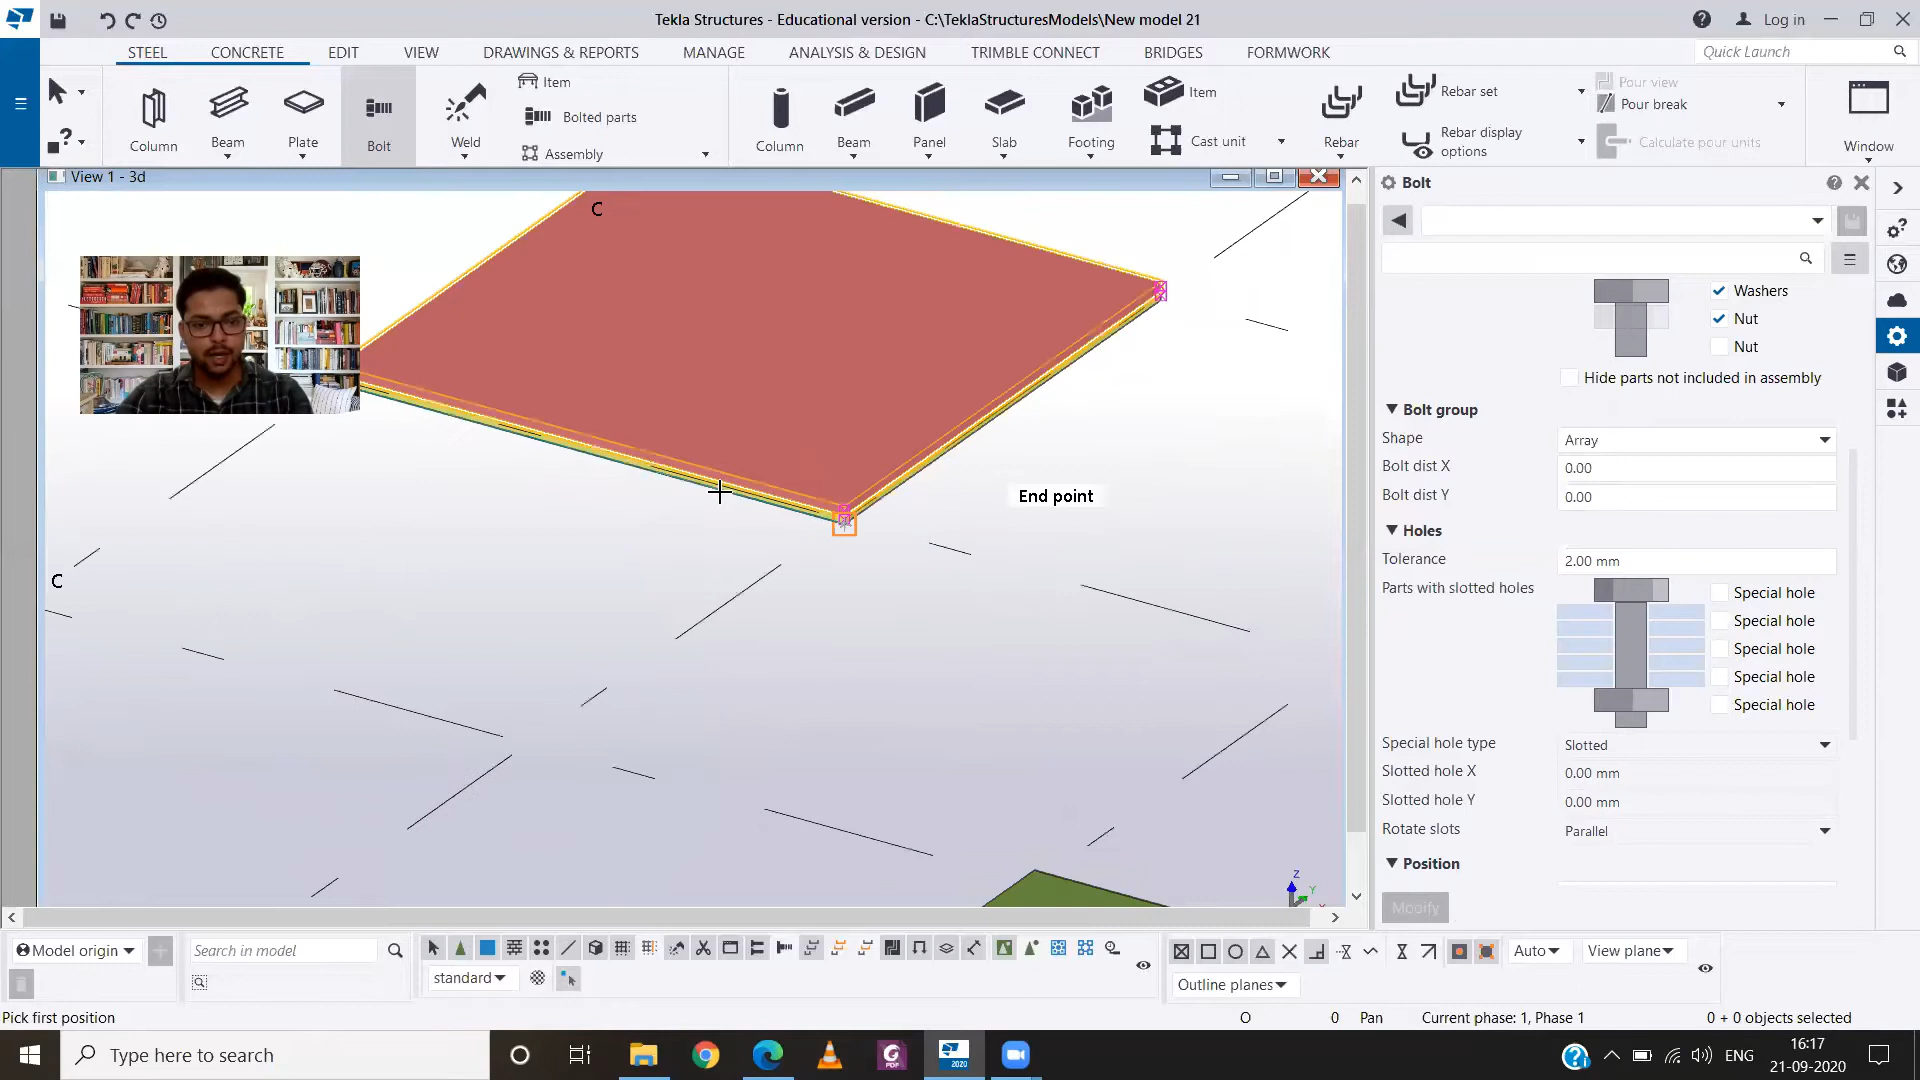 Tekla Structures - Educational version - C:\TeklaStructuresModels\New model 21
Log in
STEEL CONCRETE EDIT VIEW DRAWINGS & REPORTS MANAGE ANALYSIS & DESIGN TRIMBLE CONNECT BRIDGES FORMWORK
Quick Launch
Column Beam Plate Bolt Weld
Item
Bolted parts
Assembly
Column Beam Panel Slab Footing
Item
Cast unit
Rebar
Rebar set
Rebar display
options
Pour view
Pour break
Calculate pour units
Window
View 1 - 3d
Bolt
C
C
End point
Z
Y
Washers
Nut
Nut
Hide parts not included in assembly
Bolt group
Shape Array
Bolt dist X 0.00
Bolt dist Y 0.00
Holes
Tolerance 2.00 mm
Parts with slotted holes
Special hole
Special hole
Special hole
Special hole
Special hole
Special hole type Slotted
Slotted hole X 0.00 mm
Slotted hole Y 0.00 mm
Rotate slots Parallel
Position
Modify
Model origin
Search in model
standard
Auto
View plane
Outline planes
Pick first position
O 0 Pan Current phase: 1, Phase 1 0 + 0 objects selected
Type here to search
PDF
2020
ENG
16:17
21-09-2020